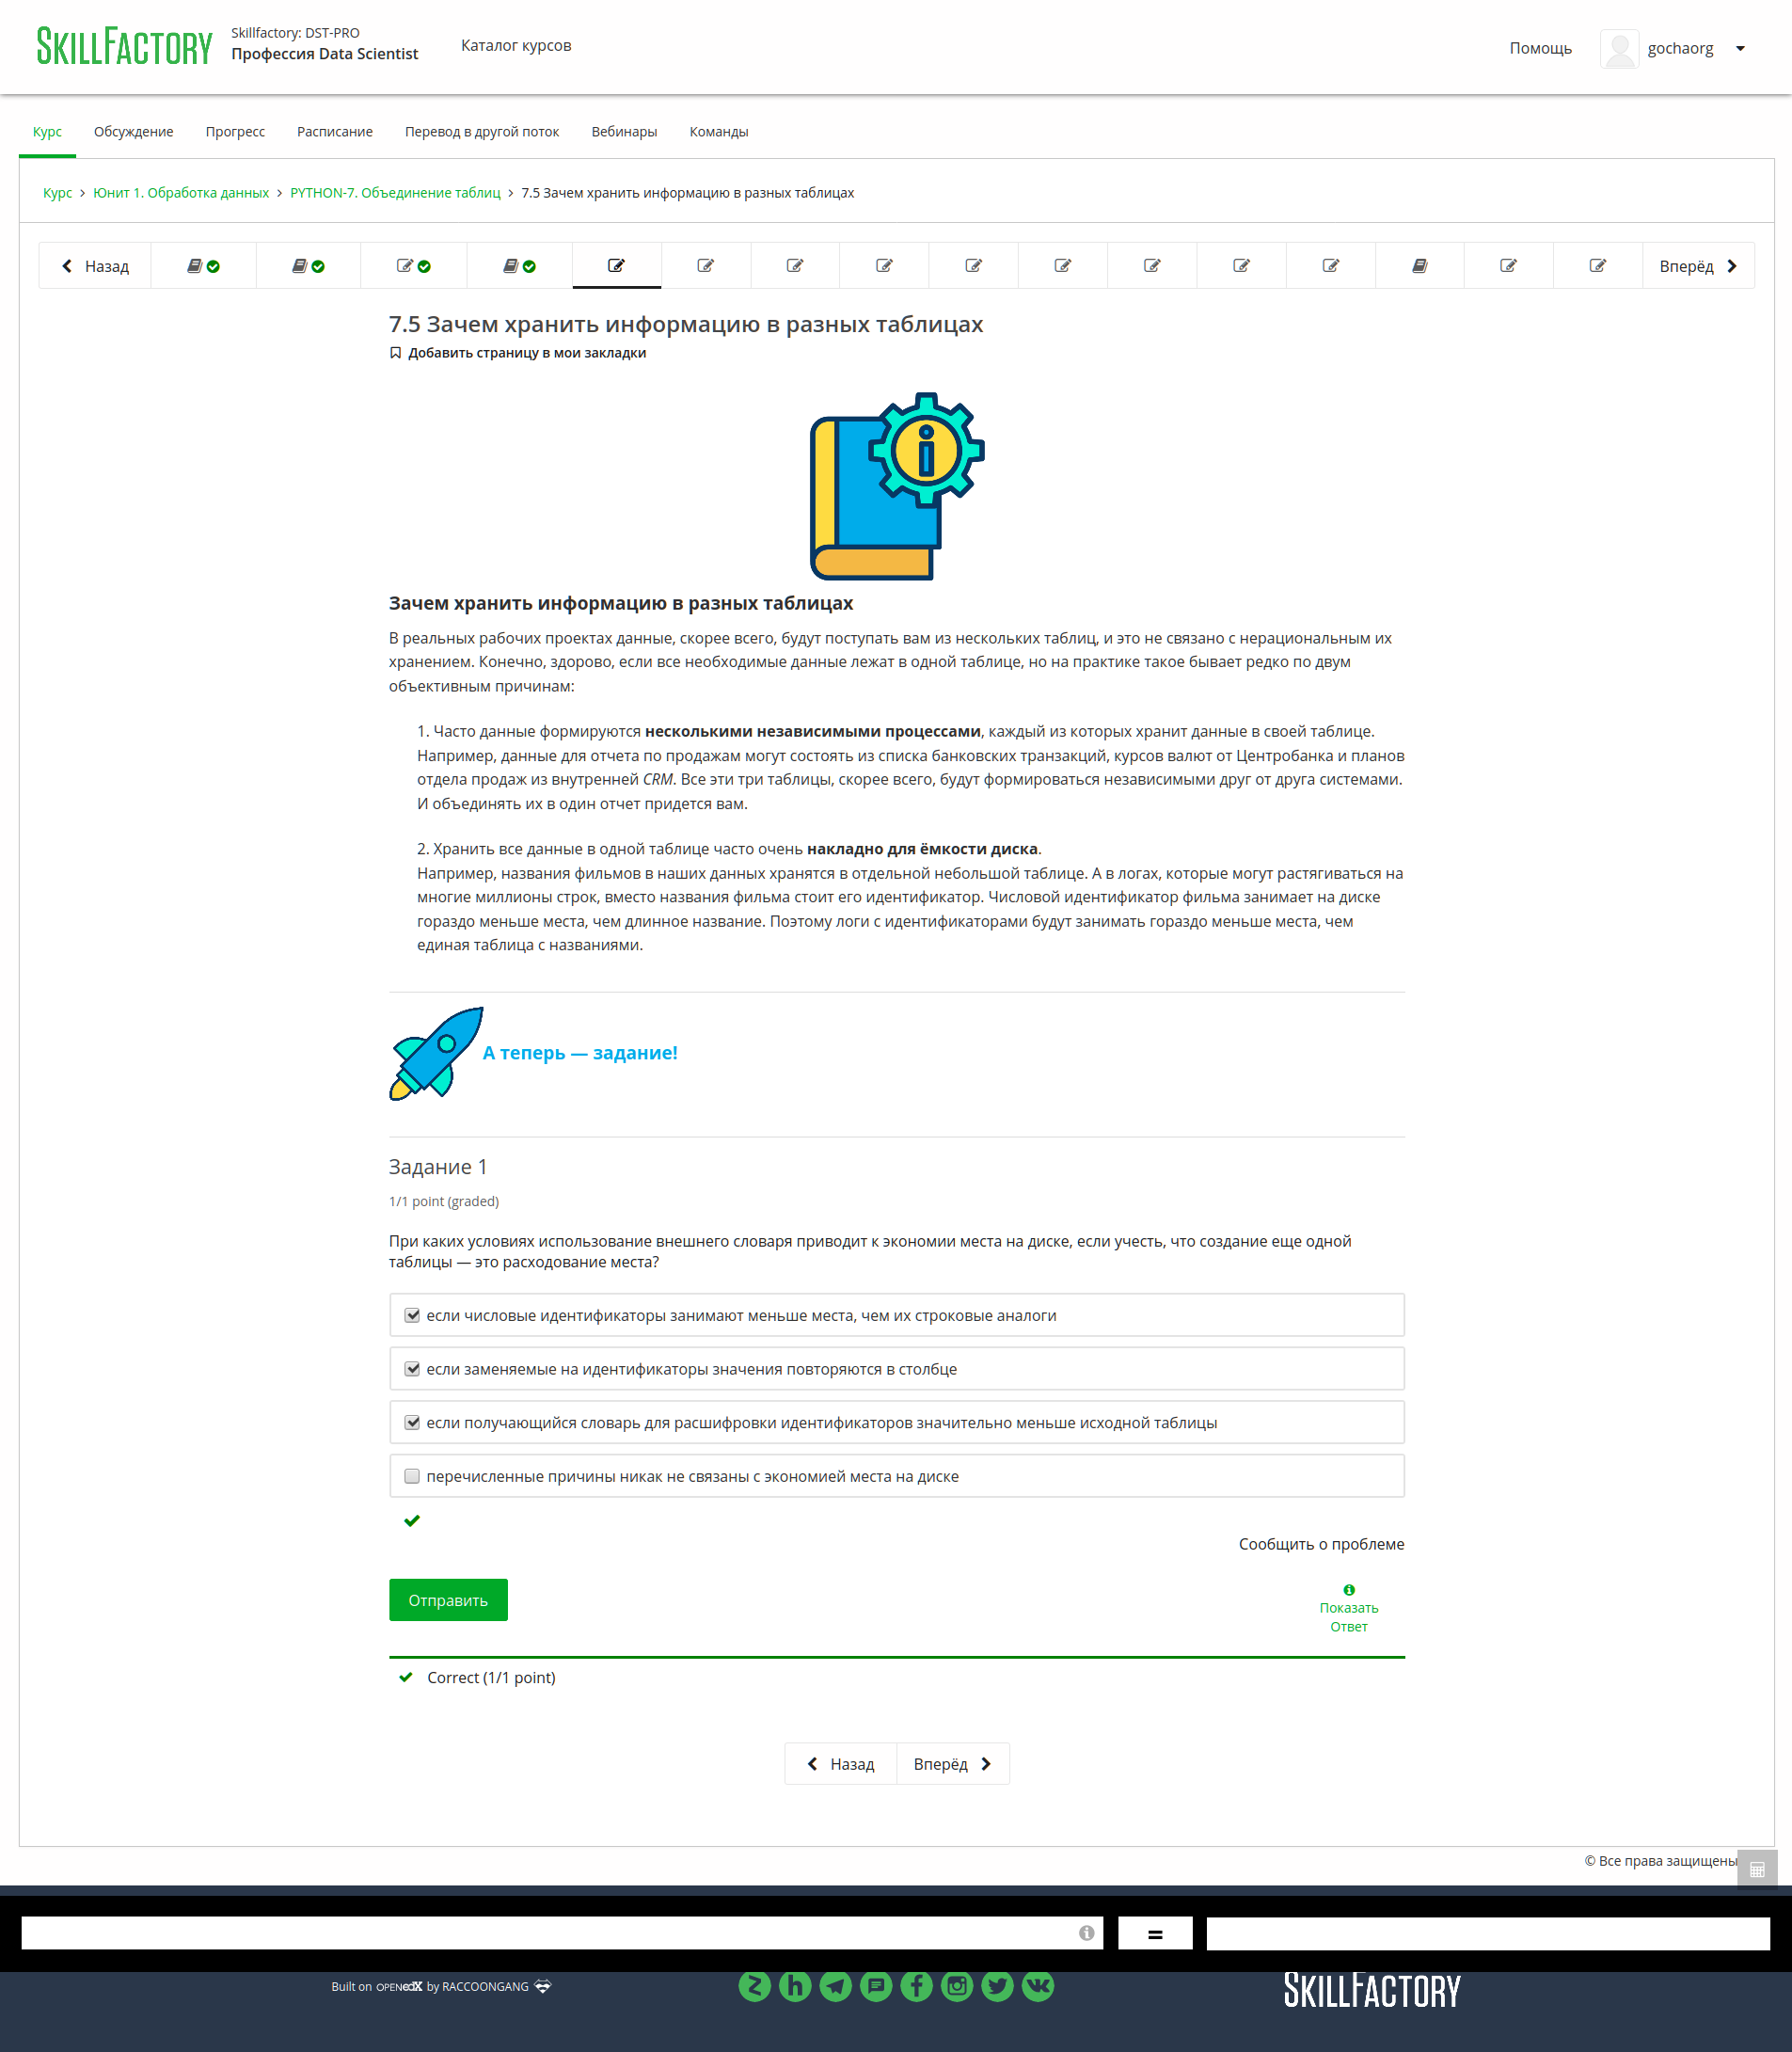 SKILLFACTORY
Skillfactory: DST-PRO
Профессия Data Scientist
Каталог курсов
Помощь
gochaorg
Курс
Обсуждение
Прогресс
Расписание
Перевод в другой поток
Вебинары
Команды
Курс > Юнит 1. Обработка данных > PYTHON-7. Объединение таблиц > 7.5 Зачем хранить информацию в разных таблицах
Назад
Вперёд
7.5 Зачем хранить информацию в разных таблицах
Добавить страницу в мои закладки
Зачем хранить информацию в разных таблицах
В реальных рабочих проектах данные, скорее всего, будут поступать вам из нескольких таблиц, и это не связано с нерациональным их
хранением. Конечно, здорово, если все необходимые данные лежат в одной таблице, но на практике такое бывает редко по двум
объективным причинам:
1. Часто данные формируются несколькими независимыми процессами, каждый из которых хранит данные в своей таблице.
Например, данные для отчета по продажам могут состоять из списка банковских транзакций, курсов валют от Центробанка и планов
отдела продаж из внутренней CRM. Все эти три таблицы, скорее всего, будут формироваться независимыми друг от друга системами.
И объединять их в один отчет придется вам.
2. Хранить все данные в одной таблице часто очень накладно для ёмкости диска.
Например, названия фильмов в наших данных хранятся в отдельной небольшой таблице. А в логах, которые могут растягиваться на
многие миллионы строк, вместо названия фильма стоит его идентификатор. Числовой идентификатор фильма занимает на диске
гораздо меньше места, чем длинное название. Поэтому логи с идентификаторами будут занимать гораздо меньше места, чем
единая таблица с названиями.
А теперь — задание!
Задание 1
1/1 point (graded)
При каких условиях использование внешнего словаря приводит к экономии места на диске, если учесть, что создание еще одной
таблицы — это расходование места?
если числовые идентификаторы занимают меньше места, чем их строковые аналоги
если заменяемые на идентификаторы значения повторяются в столбце
если получающийся словарь для расшифровки идентификаторов значительно меньше исходной таблицы
перечисленные причины никак не связаны с экономией места на диске
Сообщить о проблеме
Отправить
Показать
Ответ
Correct (1/1 point)
Назад
Вперёд
© Все права защищены
=
Built on OPENedX by RACCOONGANG
SKILLFACTORY